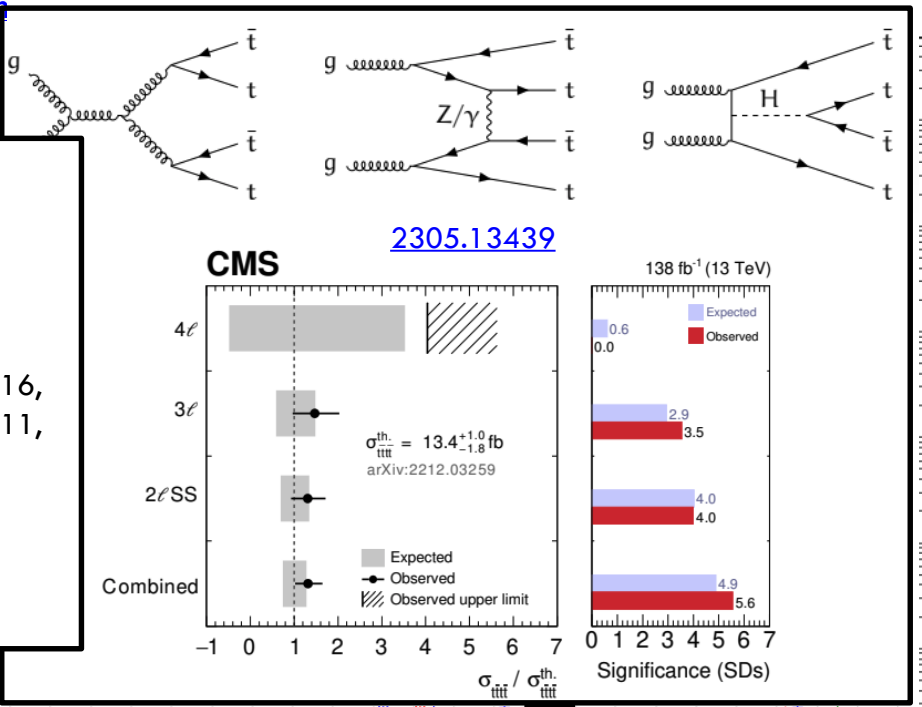 g
t̄
t
t̄
t
g
g
Z/γ
t̄
t
t̄
t
g
g
H
t̄
t
t̄
t
2305.13439
CMS
138 fb⁻¹ (13 TeV)
16,
11,
4ℓ
3ℓ
2ℓ SS
Combined
σ^th._tt̄tt̄ = 13.4 +1.0 −1.8 fb
arXiv:2212.03259
Expected
Observed
Observed upper limit
−1 0 1 2 3 4 5 6 7
σ_tt̄tt̄ / σ^th._tt̄tt̄
Expected
Observed
0.6
0.0
2.9
3.5
4.0
4.0
4.9
5.6
0 1 2 3 4 5 6 7
Significance (SDs)